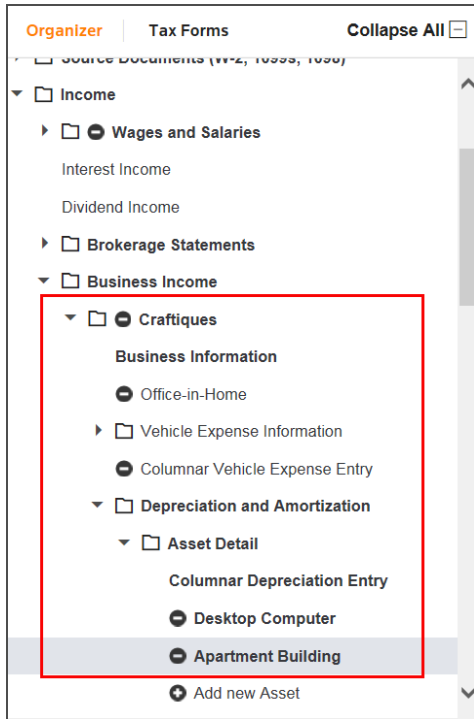 Organizer
Tax Forms
Collapse All
Source Documents (W-2, 1099s, 1098)
Income
Wages and Salaries
Interest Income
Dividend Income
Brokerage Statements
Business Income
Craftiques
Business Information
Office-in-Home
Vehicle Expense Information
Columnar Vehicle Expense Entry
Depreciation and Amortization
Asset Detail
Columnar Depreciation Entry
Desktop Computer
Apartment Building
Add new Asset